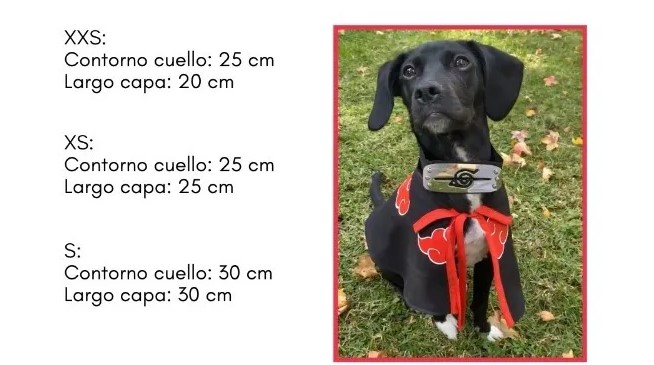 XXS:
Contorno cuello: 25 cm
Largo capa: 20 cm
XS:
Contorno cuello: 25 cm
Largo capa: 25 cm
S:
Contorno cuello: 30 cm
Largo capa: 30 cm